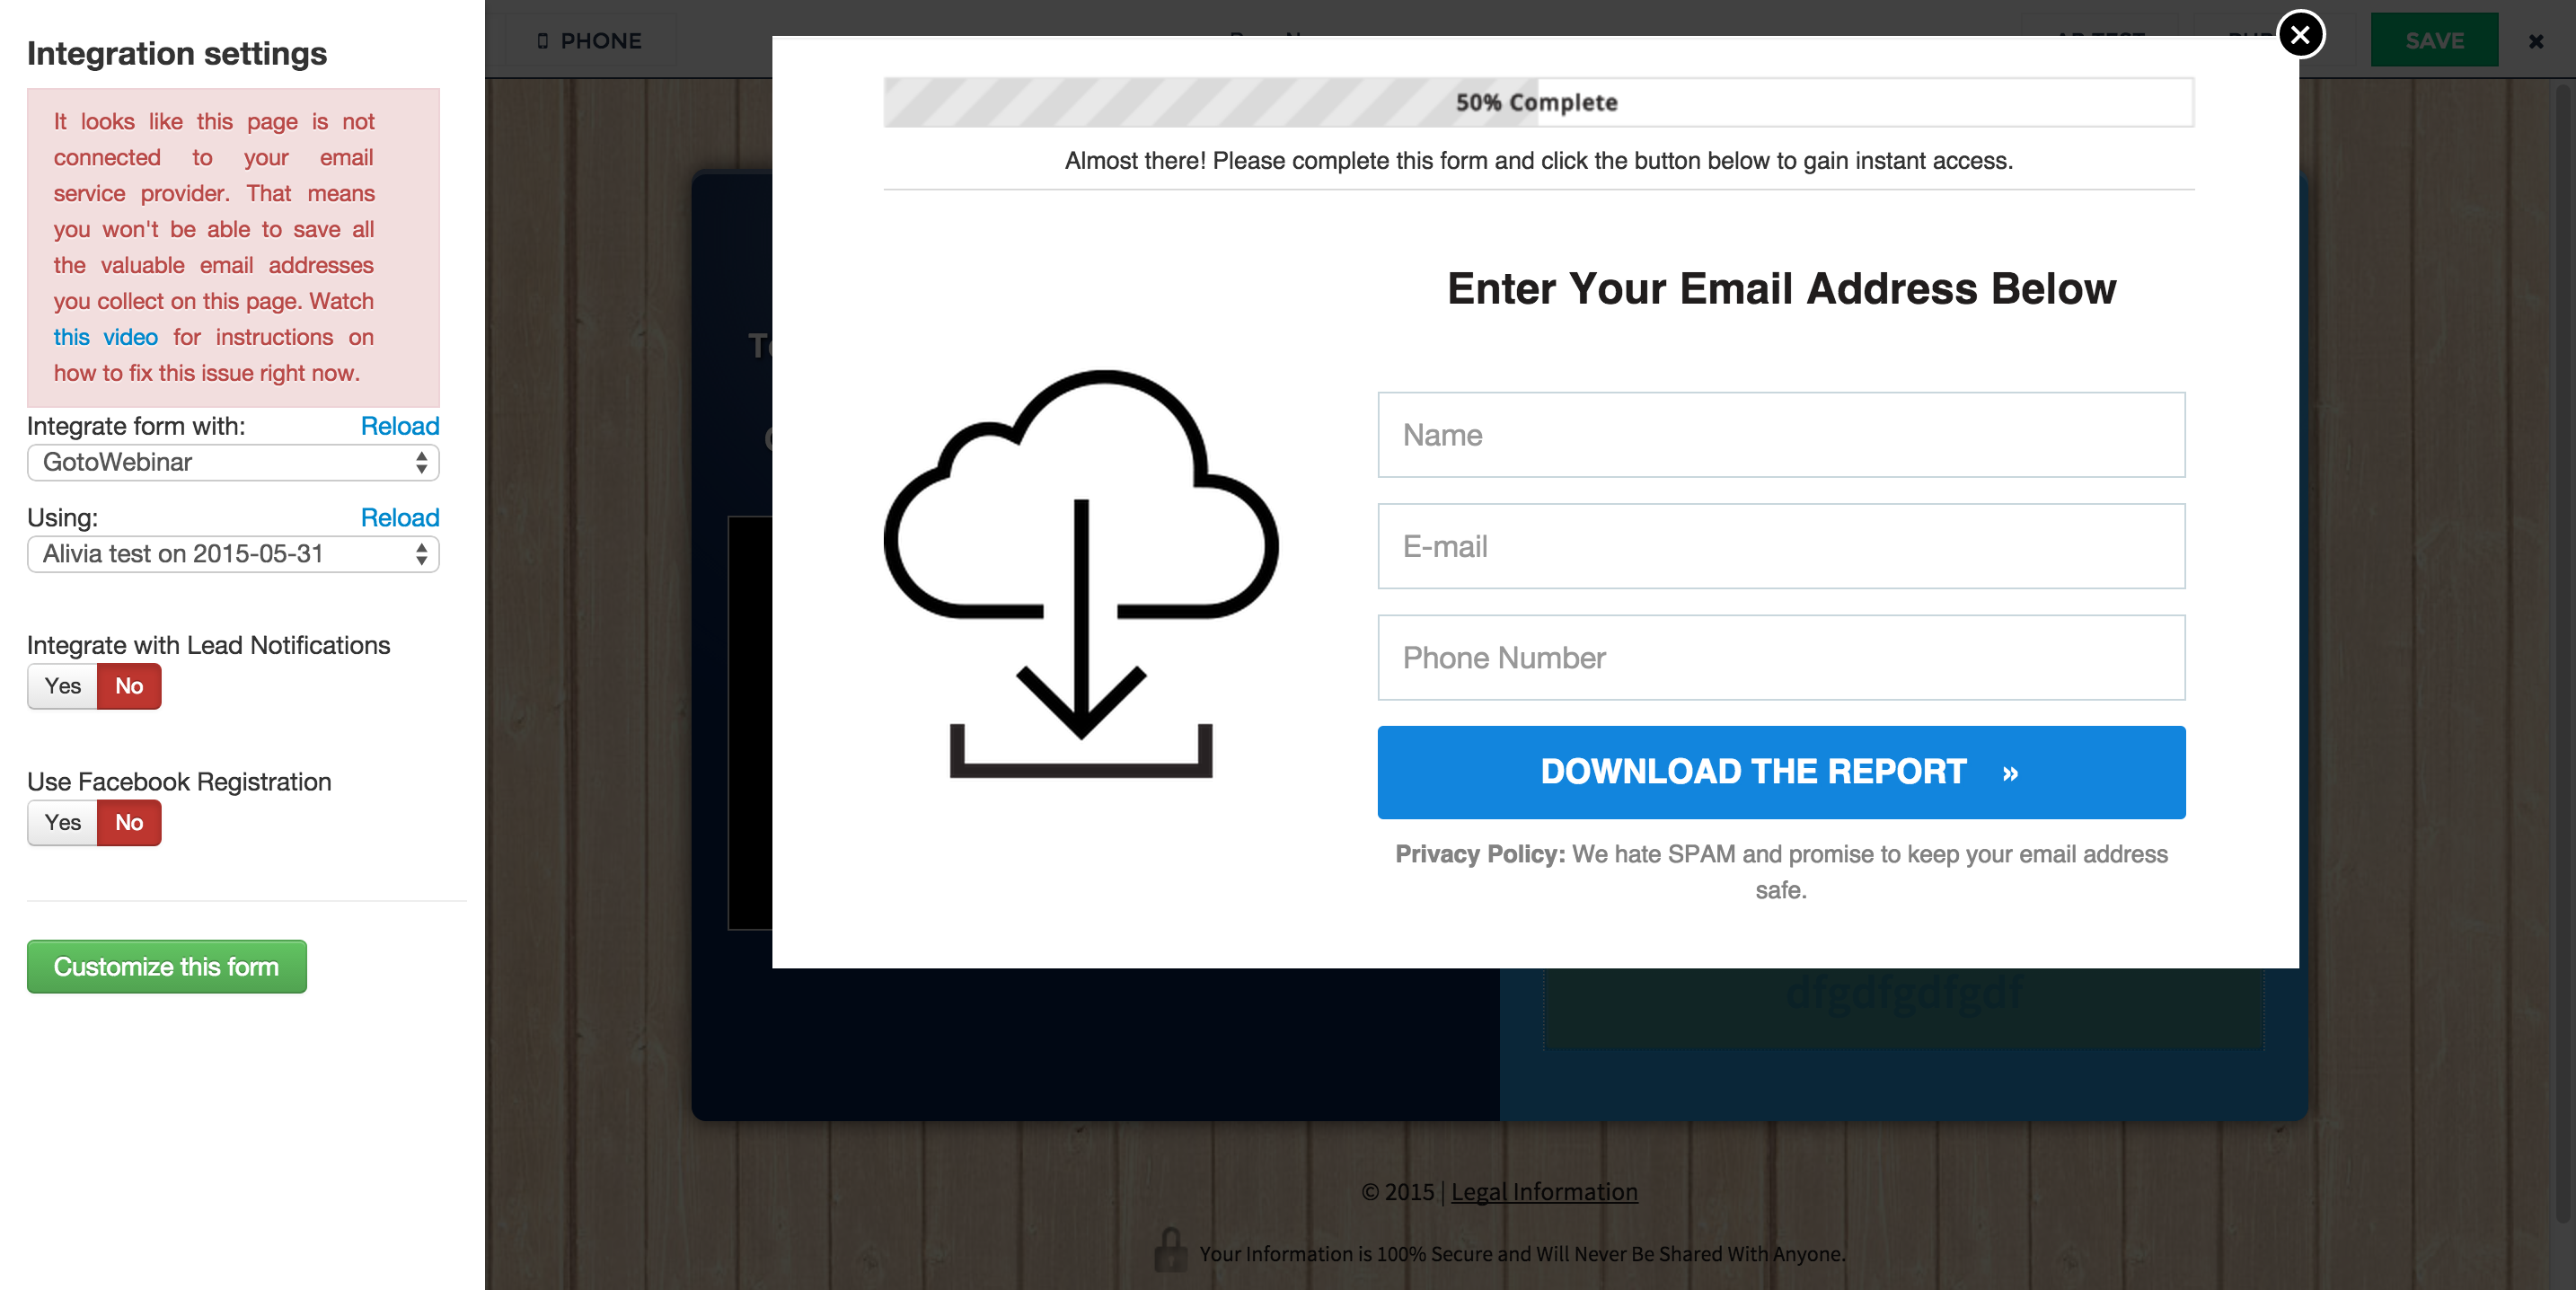 Integration settings
It looks like this page is not
connected to your email
service provider. That means
you won't be able to save all
the valuable email addresses
you collect on this page. Watch
this video for instructions on
how to fix this issue right now.
Integrate form with: Reload
GotoWebinar
Using: Reload
Alivia test on 2015-05-31
Integrate with Lead Notifications
Yes No
Use Facebook Registration
Yes No
Customize this form
PHONE
SAVE
50% Complete
Almost there! Please complete this form and click the button below to gain instant access.
Enter Your Email Address Below
Name
E-mail
Phone Number
DOWNLOAD THE REPORT »
Privacy Policy: We hate SPAM and promise to keep your email address
safe.
dfgdfgdfgdf
© 2015 | Legal Information
Your Information is 100% Secure and Will Never Be Shared With Anyone.